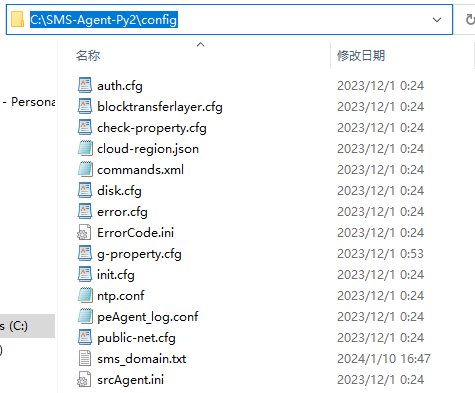 C:\SMS-Agent-Py2\config
名称 修改日期
auth.cfg 2023/12/1 0:24
- Persona blocktransferlayer.cfg 2023/12/1 0:24
check-property.cfg 2023/12/1 0:24
cloud-region.json 2023/12/1 0:24
commands.xml 2023/12/1 0:24
disk.cfg 2023/12/1 0:24
error.cfg 2023/12/1 0:24
ErrorCode.ini 2023/12/1 0:24
g-property.cfg 2023/12/1 0:53
init.cfg 2023/12/1 0:24
ntp.conf 2023/12/1 0:24
peAgent_log.conf 2023/12/1 0:24
s (C:) public-net.cfg 2023/12/1 0:24
) sms_domain.txt 2024/1/10 16:47
srcAgent.ini 2023/12/1 0:24